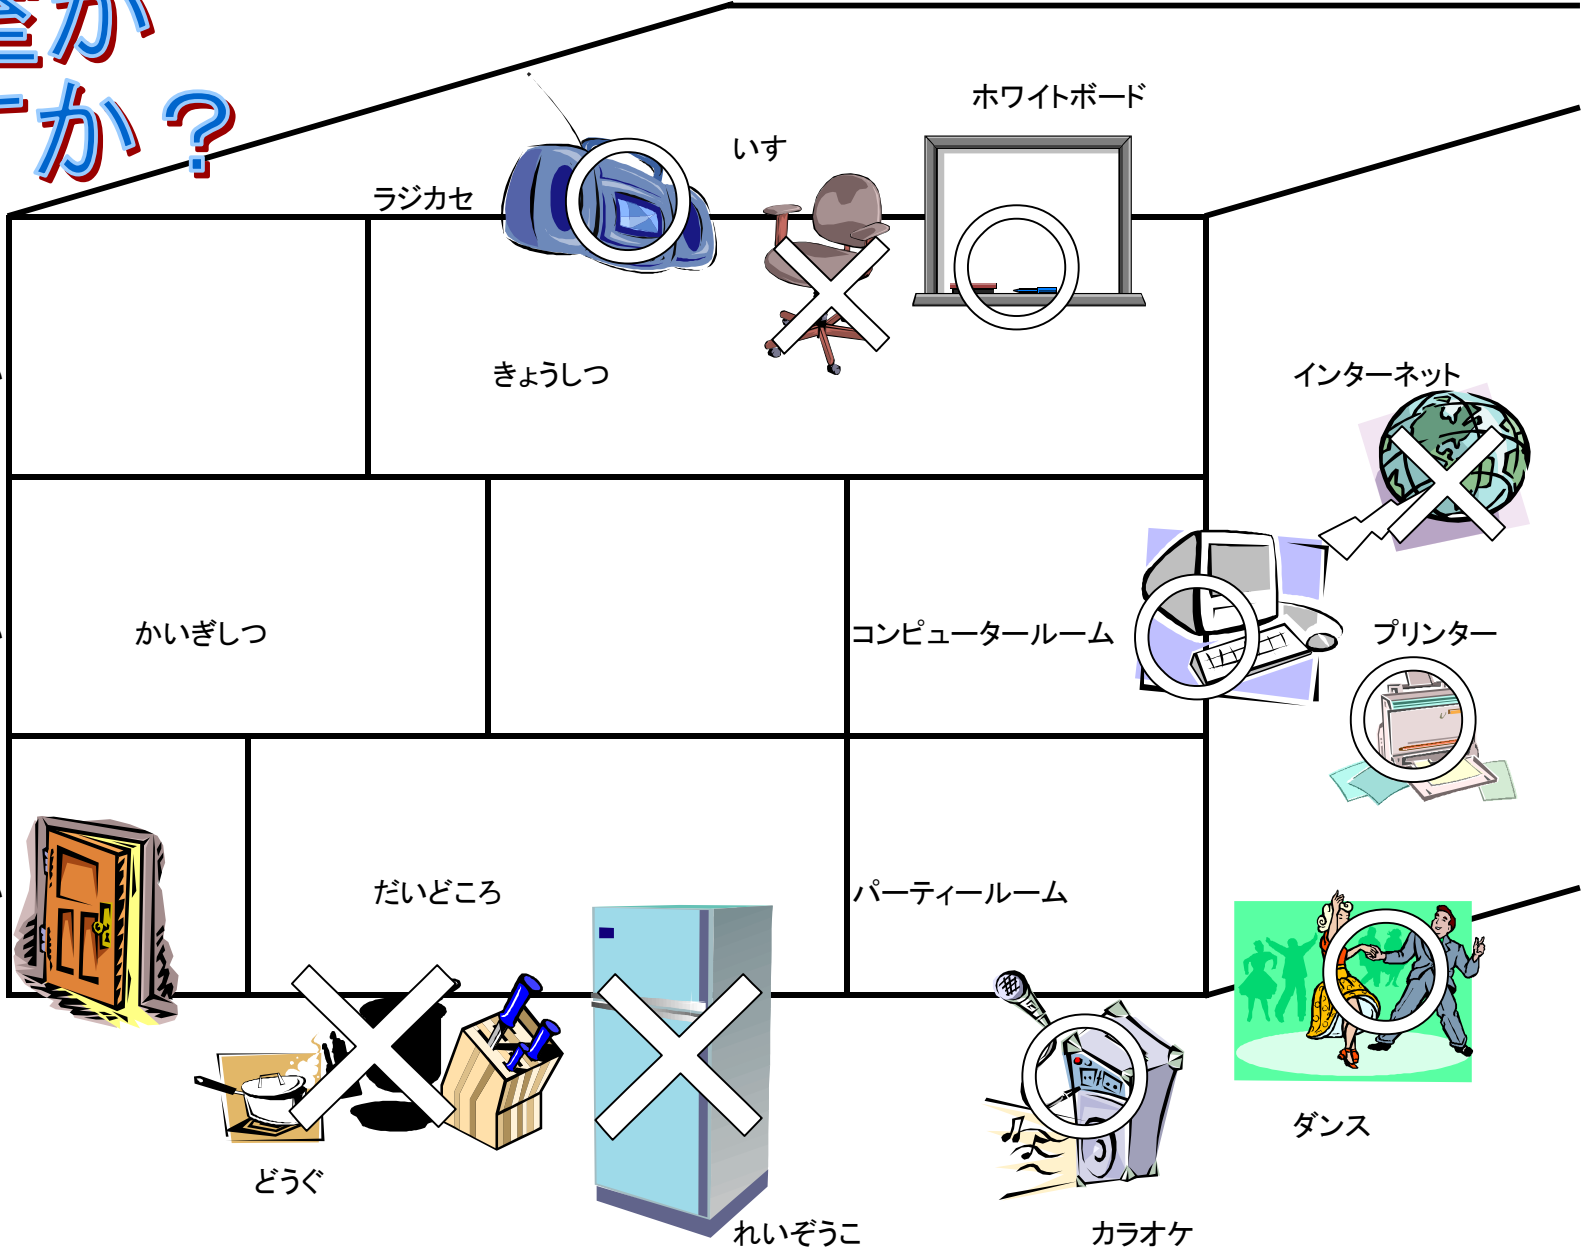 か
すか？
ホワイトボード
いす
ラジカセ
きょうしつ
インターネット
かいぎしつ
コンピュータールーム
プリンター
だいどころ
パーティールーム
どうぐ
ダンス
れいぞうこ
カラオケ